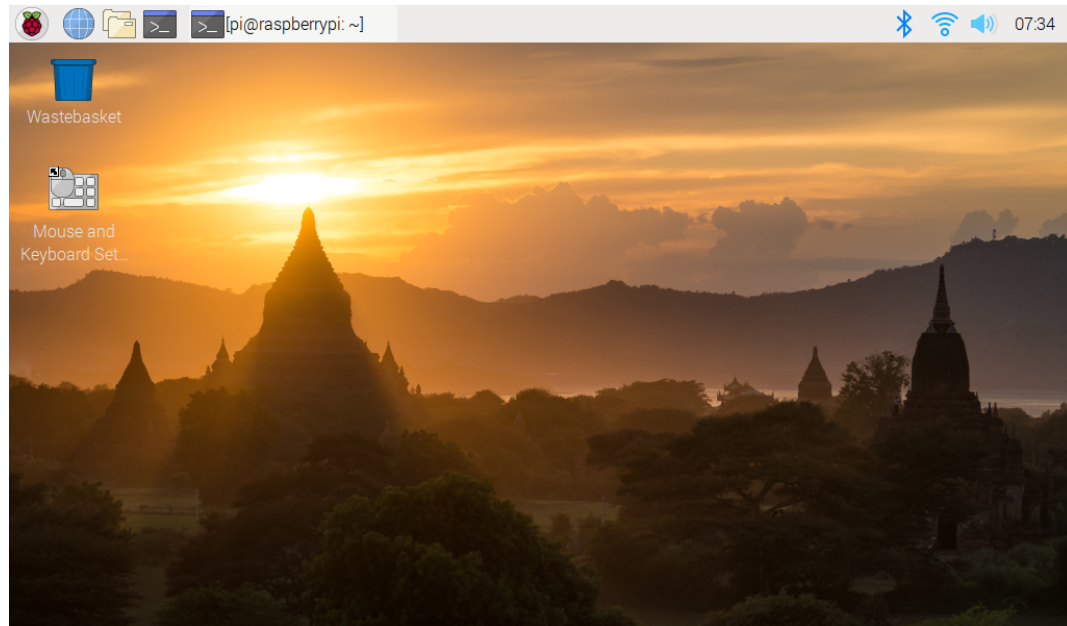 [pi@raspberrypi: ~]
07:34
Wastebasket
Mouse and
Keyboard Set...